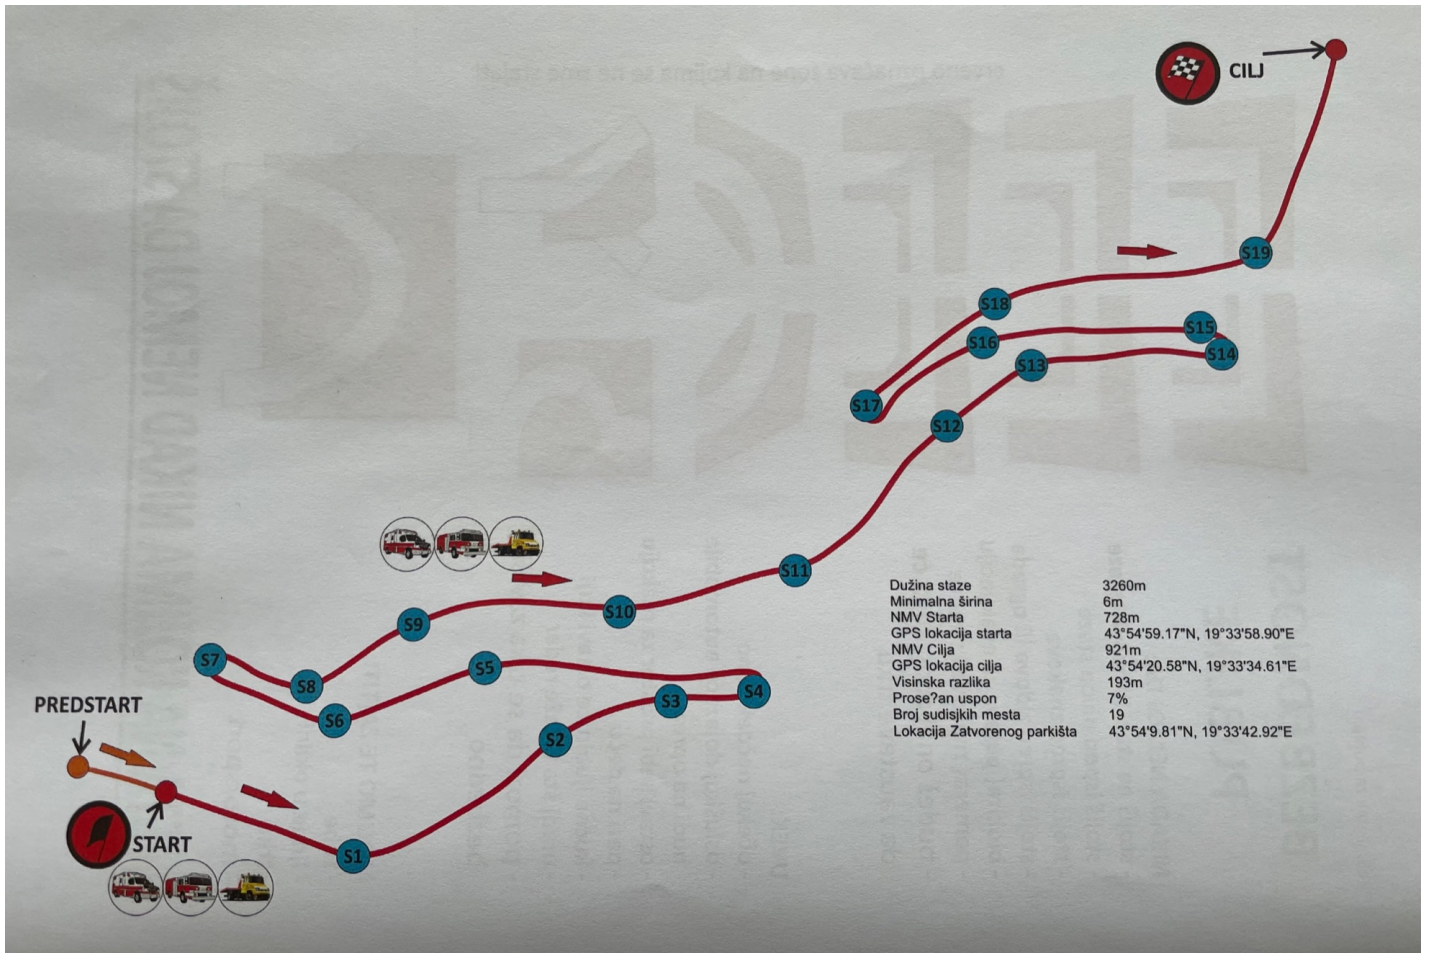 CILJ
S19
S18
S15
S16
S14
S13
S17
S12
S11
S10
S9
S7
S8
S5
S6
S4
S3
S2
S1
PREDSTART
START
Dužina staze 3260m
Minimalna širina 6m
NMV Starta 728m
GPS lokacija starta 43°54'59.17"N, 19°33'58.90"E
NMV Cilja 921m
GPS lokacija cilja 43°54'20.58"N, 19°33'34.61"E
Visinska razlika 193m
Prose?an uspon 7%
Broj sudisjkih mesta 19
Lokacija Zatvorenog parkišta 43°54'9.81"N, 19°33'42.92"E